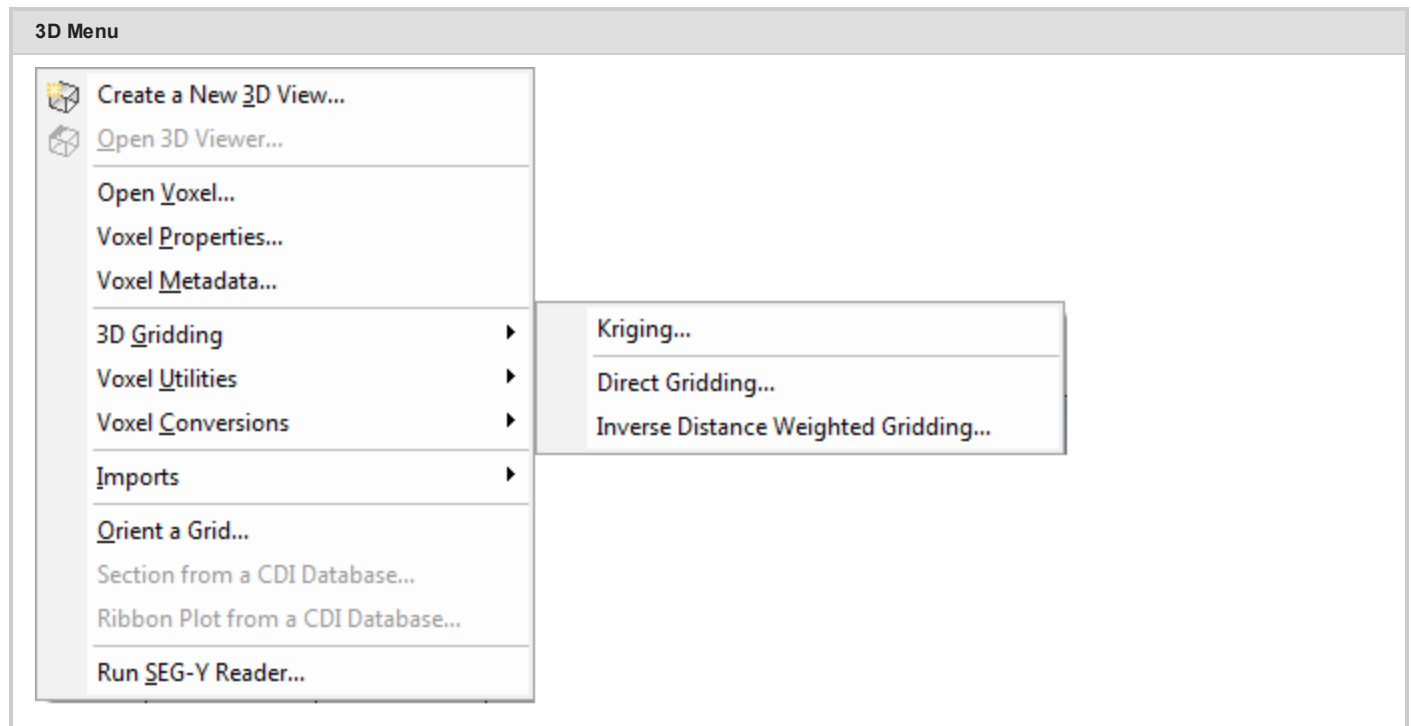 3D Menu
Create a New 3D View...
Open 3D Viewer...
Open Voxel...
Voxel Properties...
Voxel Metadata...
3D Gridding
Voxel Utilities
Voxel Conversions
Imports
Orient a Grid...
Section from a CDI Database...
Ribbon Plot from a CDI Database...
Run SEG-Y Reader...
Kriging...
Direct Gridding...
Inverse Distance Weighted Gridding...